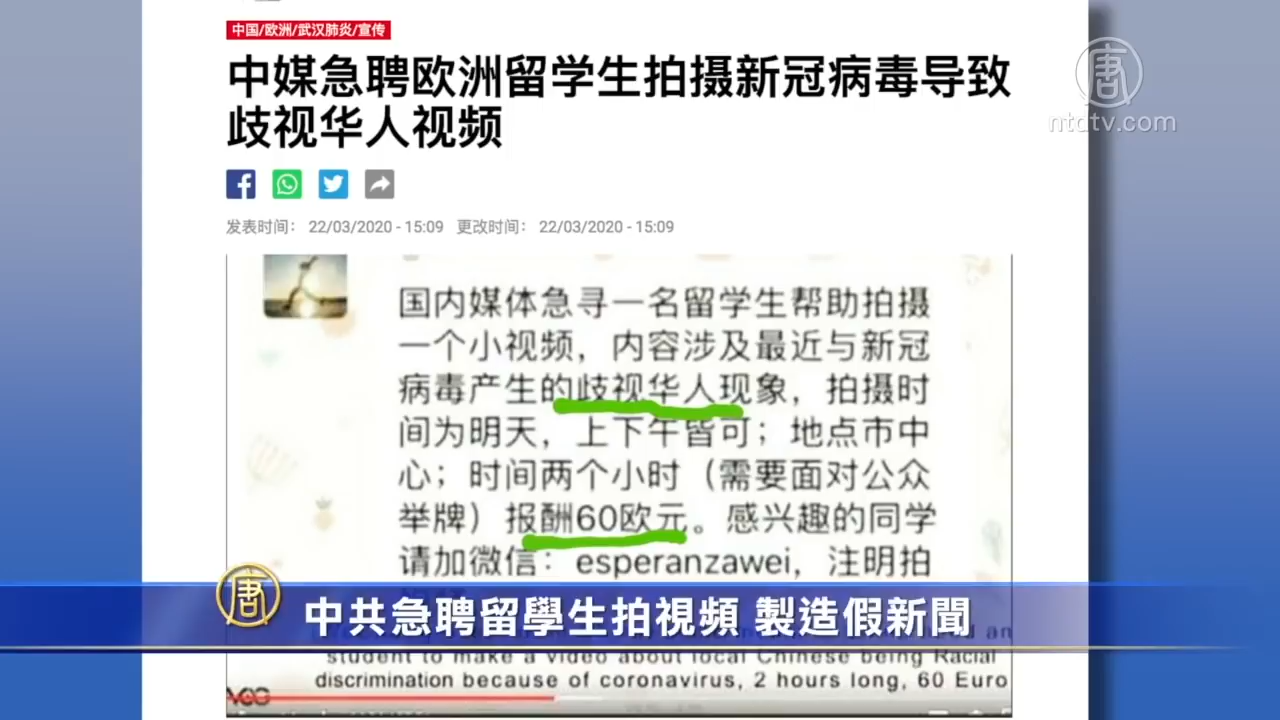 中国/欧洲/武汉肺炎/宣传
中媒急聘欧洲留学生拍摄新冠病毒导致
歧视华人视频
唐
ntdtv.com
发表时间： 22/03/2020 - 15:09 更改时间： 22/03/2020 - 15:09
国内媒体急寻一名留学生帮助拍摄
一个小视频，内容涉及最近与新冠
病毒产生的歧视华人现象，拍摄时
间为明天，上下午皆可；地点市中
心；时间两个小时（需要面对公众
举牌）报酬60欧元。感兴趣的同学
请加微信：esperanzawei，注明拍
唐
中共急聘留學生拍視頻 製造假新聞
an
student to make a video about local Chinese being Racial
discrimination because of coronavirus, 2 hours long, 60 Euro